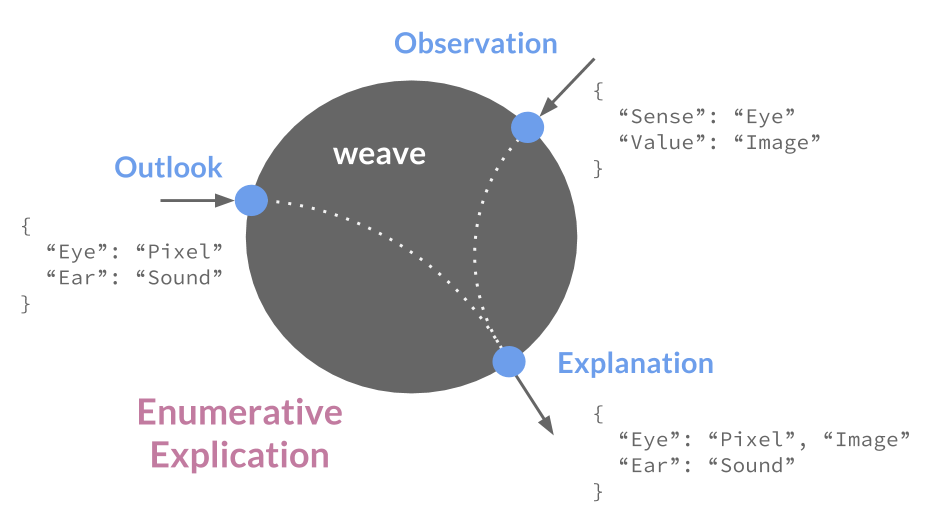 Observation
{
“Sense”: “Eye”
“Value”: “Image”
}
weave
Outlook
{
“Eye”: “Pixel”
“Ear”: “Sound”
}
Explanation
{
“Eye”: “Pixel”, “Image”
“Ear”: “Sound”
}
Enumerative
Explication